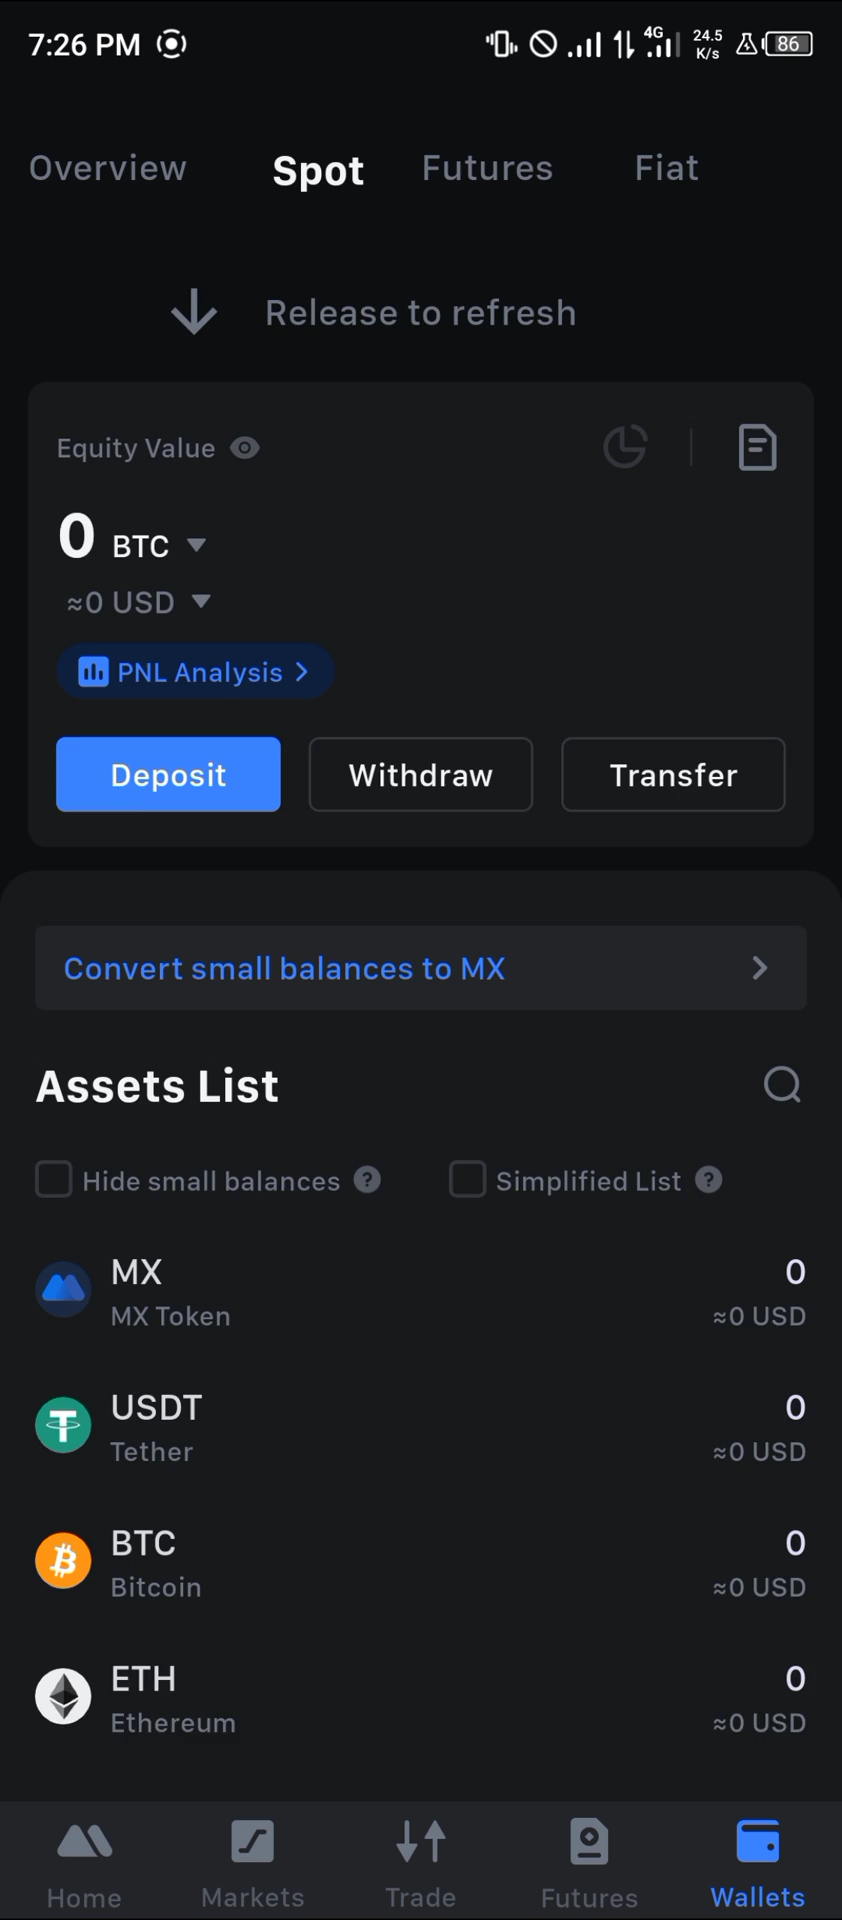 7:26 PM 4G 24.5 K/s 86
Overview Spot Futures Fiat
Release to refresh
Equity Value
0 BTC
≈0 USD
PNL Analysis
Deposit Withdraw Transfer
Convert small balances to MX
Assets List
Hide small balances ? Simplified List ?
MX 0
MX Token ≈0 USD
USDT 0
Tether ≈0 USD
BTC 0
Bitcoin ≈0 USD
ETH 0
Ethereum ≈0 USD
Home Markets Trade Futures Wallets